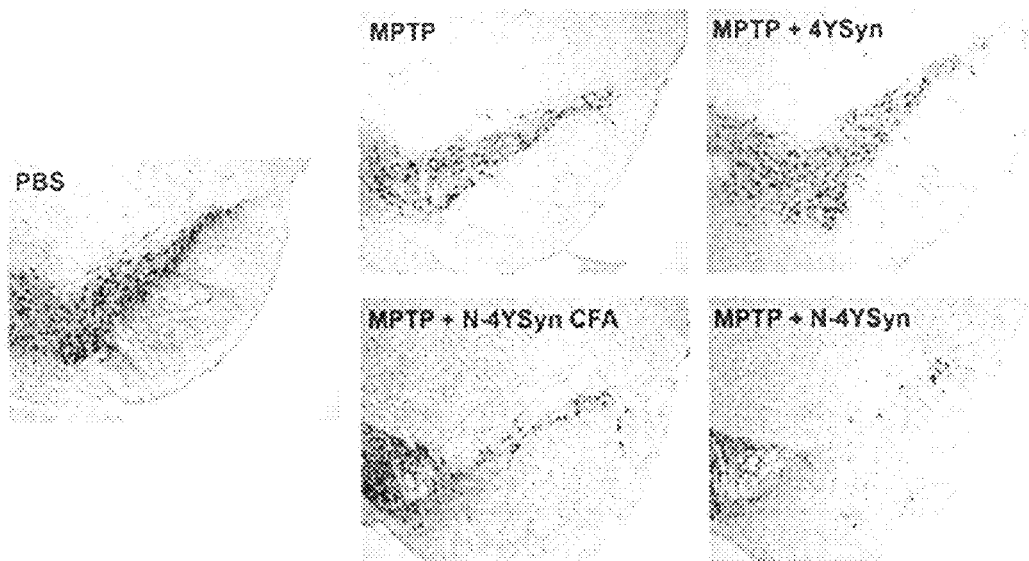 MPTP
MPTP + 4YSyn
PBS
MPTP + N-4YSyn CFA
MPTP + N-4YSyn